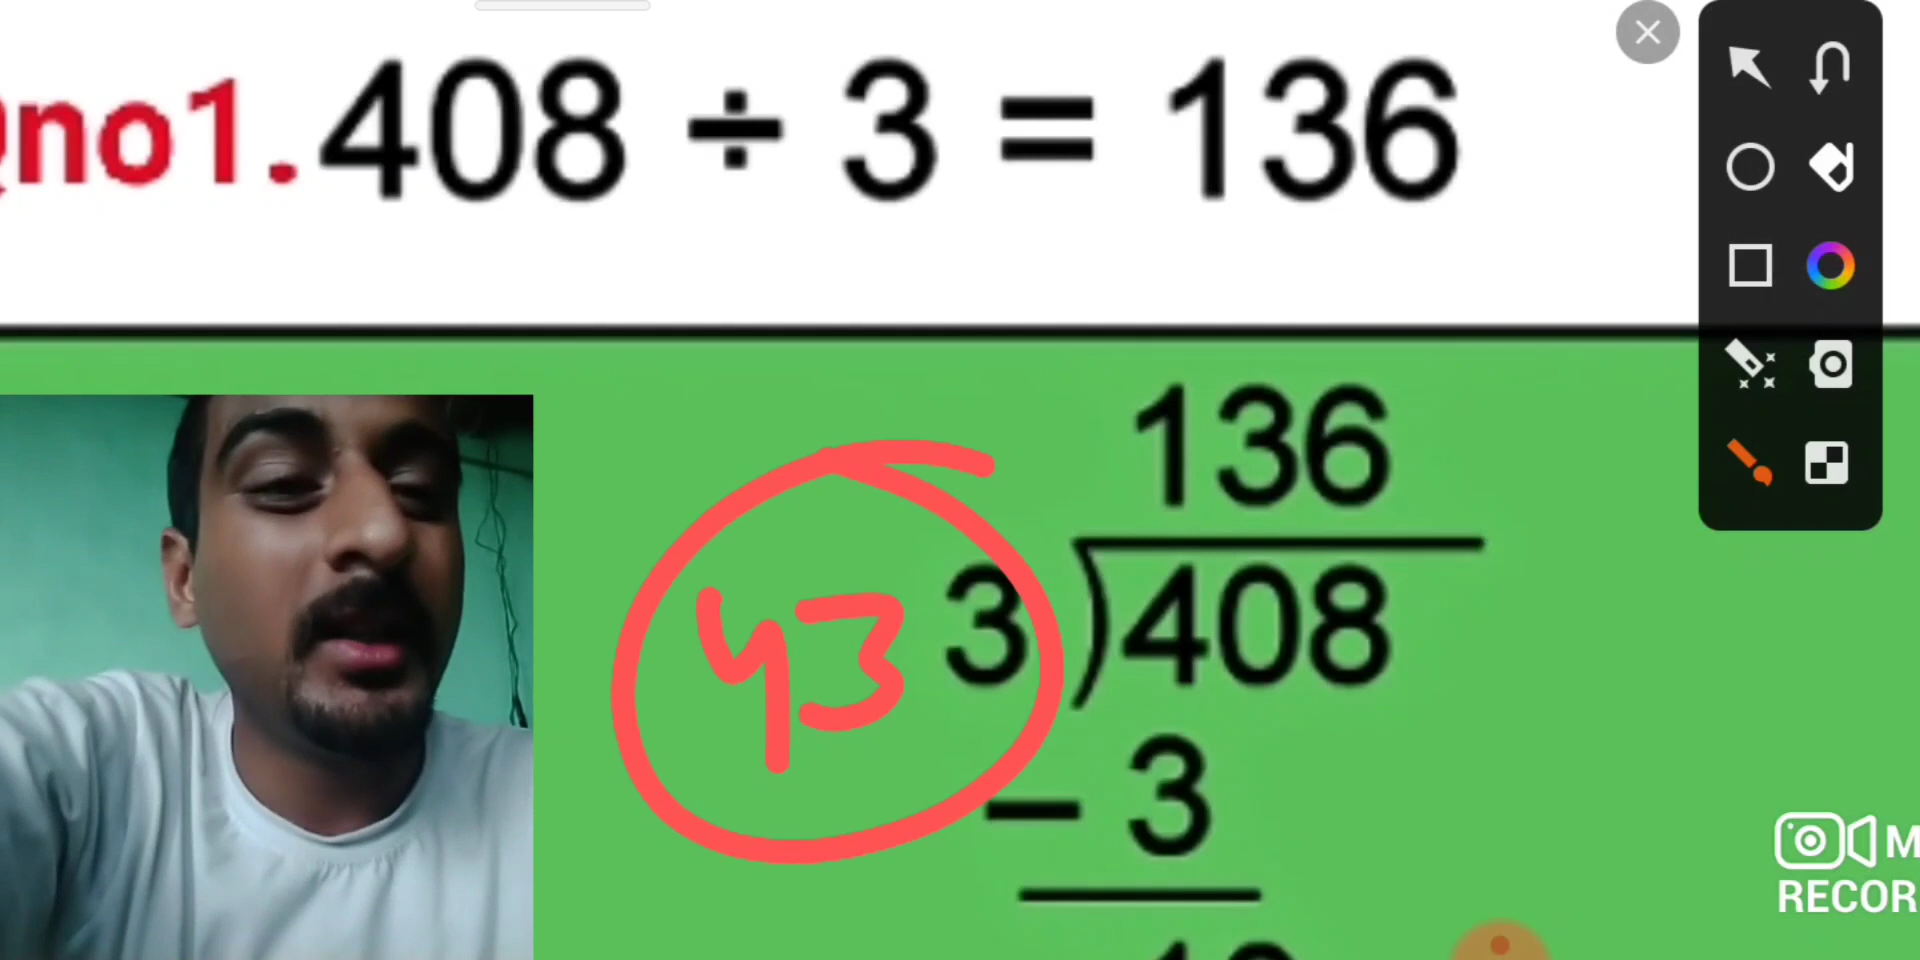 no1. 408 ÷ 3 = 136
136
43 3)408
- 3
M
RECOR